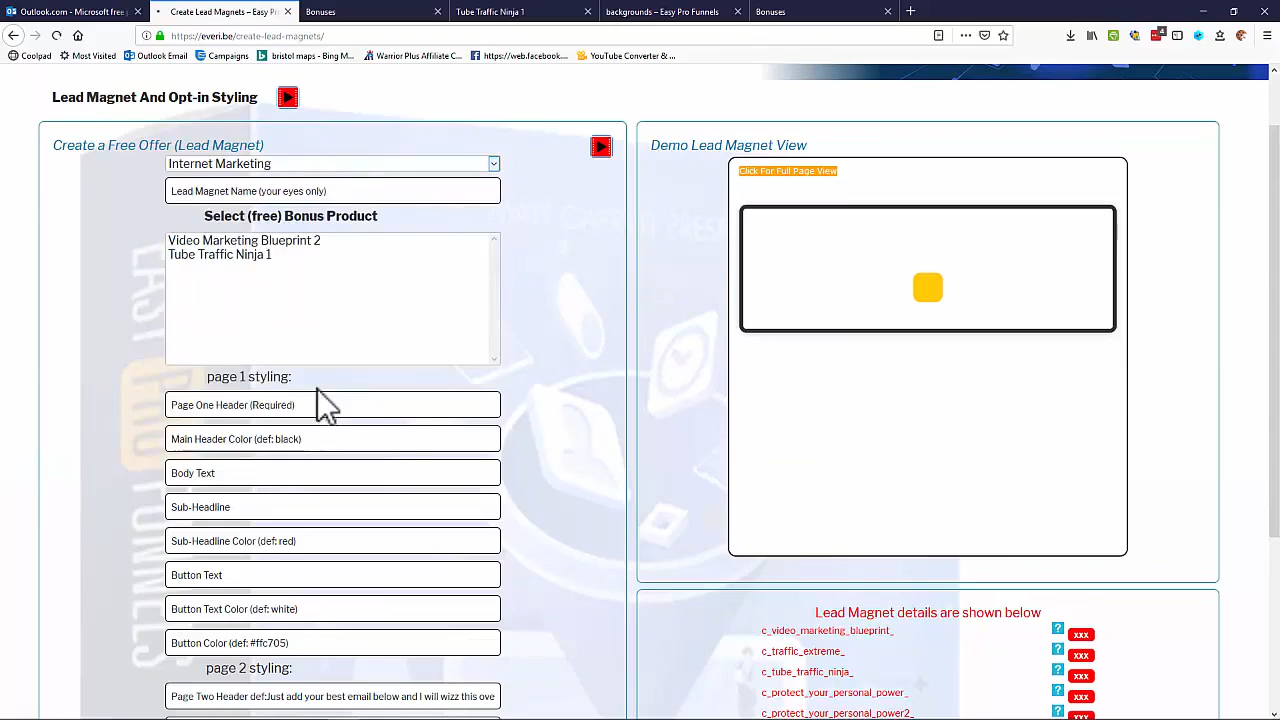 Outlook.com - Microsoft free p
Create Lead Magnets – Easy Pr
Bonuses
Tube Traffic Ninja 1
backgrounds – Easy Pro Funnels
Bonuses
https://everi.be/create-lead-magnets/
Coolpad
Most Visited
Outlook Email
Campaigns
bristol maps - Bing M...
Warrior Plus Affiliate C...
https://web.facebook....
YouTube Converter & ...
Lead Magnet And Opt-in Styling
Create a Free Offer (Lead Magnet)
Internet Marketing
Lead Magnet Name (your eyes only)
Select (free) Bonus Product
Video Marketing Blueprint 2
Tube Traffic Ninja 1
page 1 styling:
Page One Header (Required)
Main Header Color (def: black)
Body Text
Sub-Headline
Sub-Headline Color (def: red)
Button Text
Button Text Color (def: white)
Button Color (def: #ffc705)
page 2 styling:
Page Two Header def:Just add your best email below and I will wizz this ove
Demo Lead Magnet View
Click For Full Page View
Lead Magnet details are shown below
c_video_marketing_blueprint_
? xxx
c_traffic_extreme_
? xxx
c_tube_traffic_ninja_
? xxx
c_protect_your_personal_power_
? xxx
c_protect_your_personal_power2_
? xxx